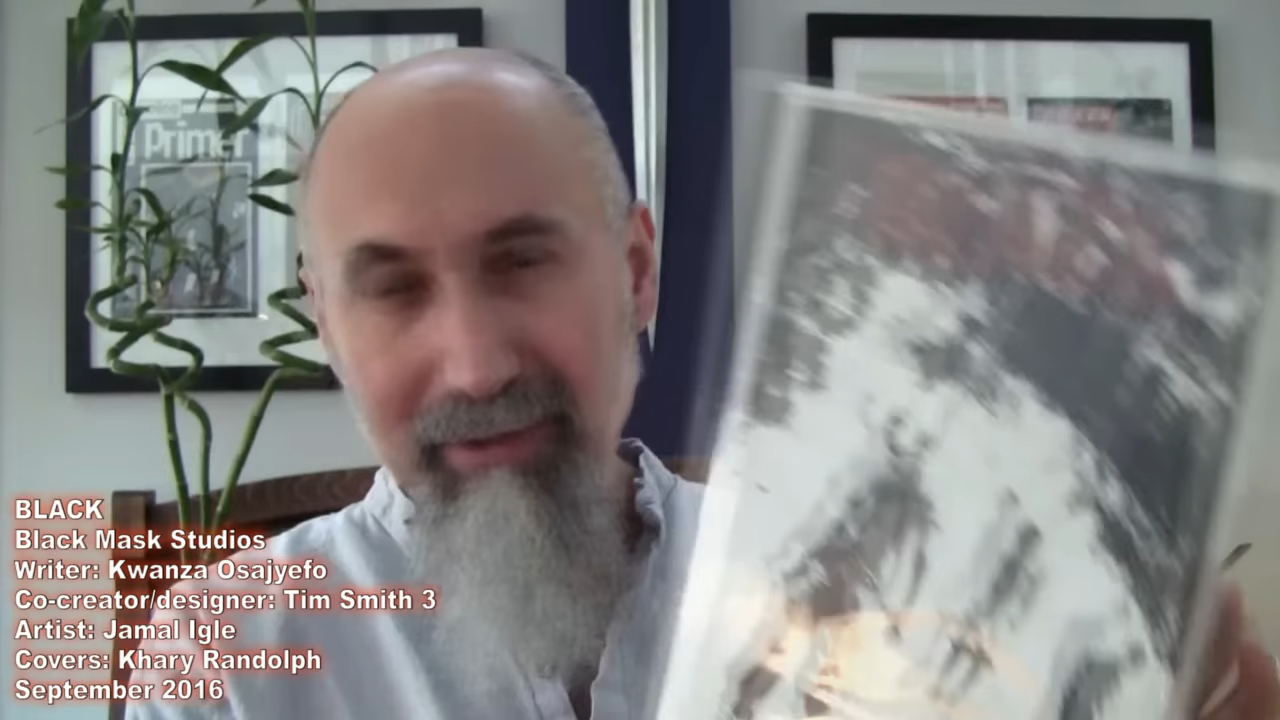 Primer
BLACK
Black Mask Studios
Writer: Kwanza Osajyefo
Co-creator/designer: Tim Smith 3
Artist: Jamal Igle
Covers: Khary Randolph
September 2016